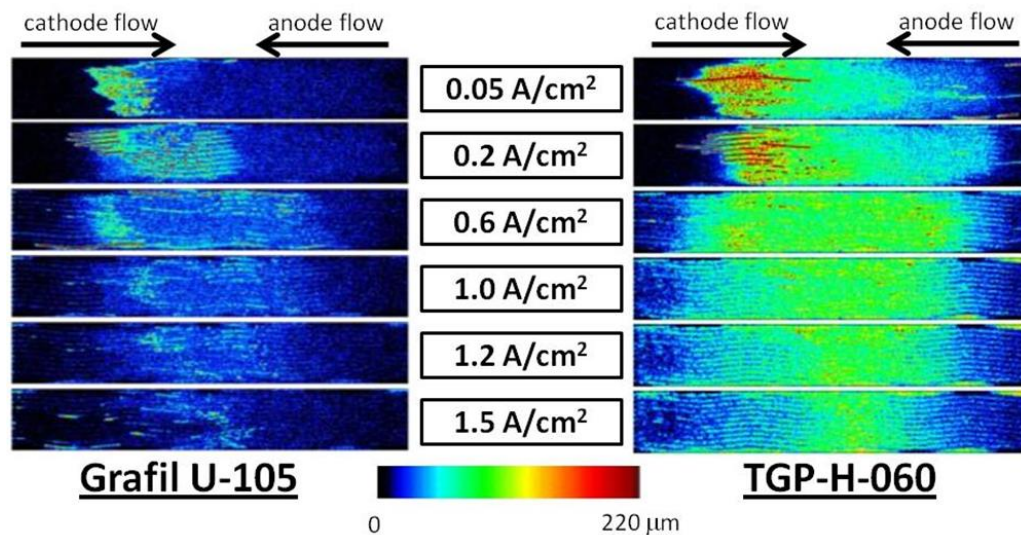 cathode flow
anode flow
cathode flow
anode flow
0.05 A/cm²
0.2 A/cm²
0.6 A/cm²
1.0 A/cm²
1.2 A/cm²
1.5 A/cm²
Grafil U-105
TGP-H-060
0
220 μm